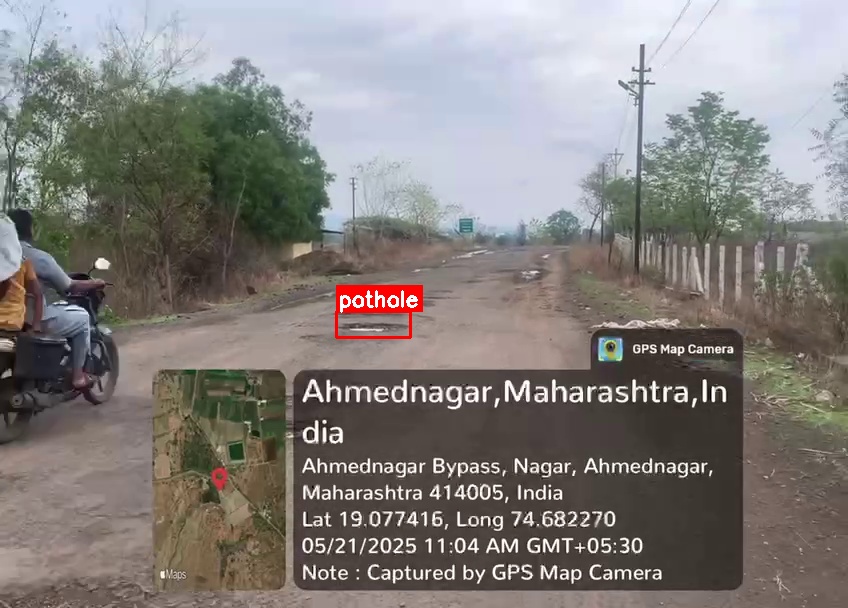 pothole
GPS Map Camera
Ahmednagar,Maharashtra,In
dia
Ahmednagar Bypass, Nagar, Ahmednagar,
Maharashtra 414005, India
Lat 19.077416, Long 74.682270
05/21/2025 11:04 AM GMT+05:30
Note : Captured by GPS Map Camera
Maps